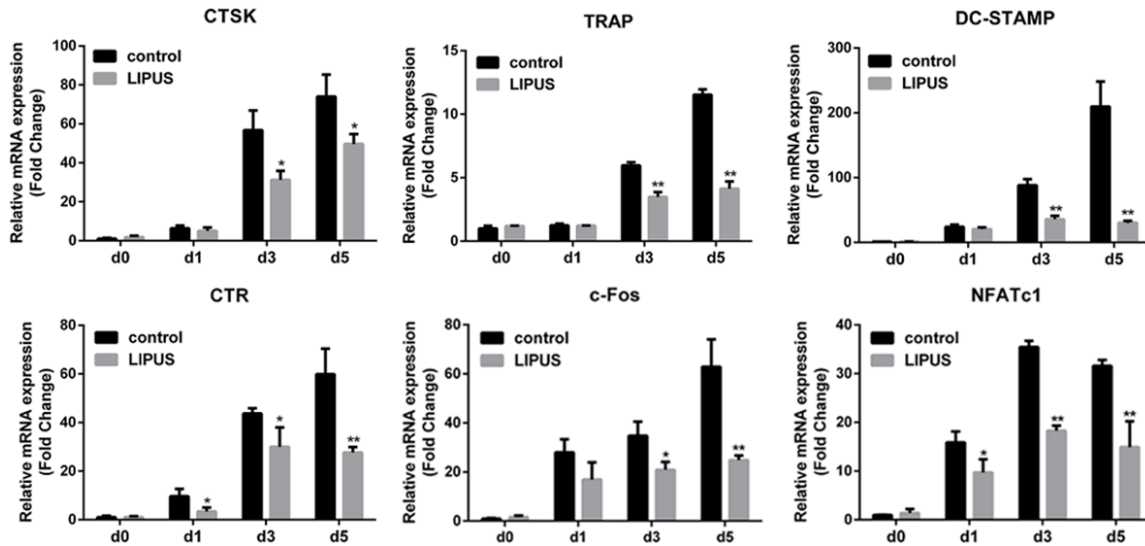 CTSK
Relative mRNA expression
(Fold Change)
100
80
60
40
20
0
control
LIPUS
*
*
d0 d1 d3 d5
TRAP
Relative mRNA expression
(Fold Change)
15
10
5
0
control
LIPUS
**
**
d0 d1 d3 d5
DC-STAMP
Relative mRNA expression
(Fold Change)
300
200
100
0
control
LIPUS
**
**
d0 d1 d3 d5
CTR
Relative mRNA expression
(Fold Change)
80
60
40
20
0
control
LIPUS
*
*
**
d0 d1 d3 d5
c-Fos
Relative mRNA expression
(Fold Change)
80
60
40
20
0
control
LIPUS
*
**
d0 d1 d3 d5
NFATc1
Relative mRNA expression
(Fold Change)
40
30
20
10
0
control
LIPUS
*
**
**
d0 d1 d3 d5